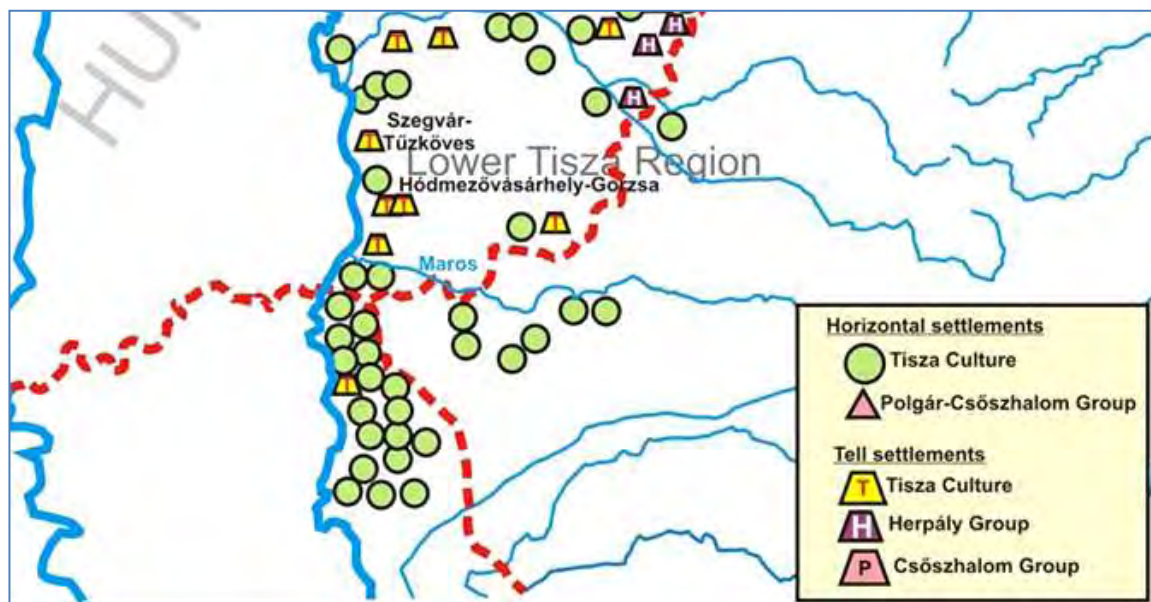 HUN
T
T
T
H
H
H
Szegvár-
Tűzköves
T
Lower Tisza Region
Hódmezővásárhely-Gorzsa
T
T
T
T
Maros
T
Horizontal settlements
Tisza Culture
Polgár-Csőszhalom Group
Tell settlements
T Tisza Culture
H Herpály Group
P Csőszhalom Group